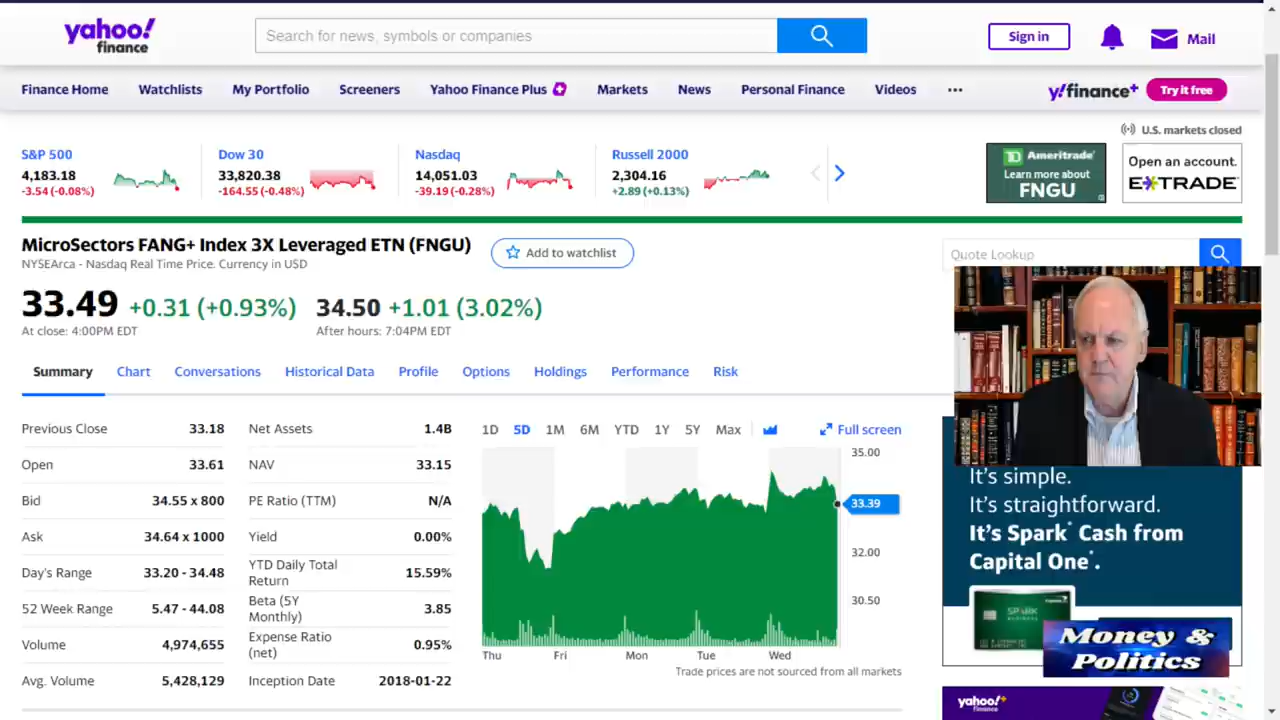 yahoo!
finance
Search for news, symbols or companies
Sign in
Mail
Finance Home Watchlists My Portfolio Screeners Yahoo Finance Plus Markets News Personal Finance Videos ...
y!finance+ Try it free
U.S. markets closed
S&P 500
4,183.18
-3.54 (-0.08%)
Dow 30
33,820.38
-164.55 (-0.48%)
Nasdaq
14,051.03
-39.19 (-0.28%)
Russell 2000
2,304.16
+2.89 (+0.13%)
TD Ameritrade
Learn more about
FNGU
Open an account.
E*TRADE
MicroSectors FANG+ Index 3X Leveraged ETN (FNGU)
NYSEArca - Nasdaq Real Time Price. Currency in USD
Add to watchlist
Quote Lookup
33.49 +0.31 (+0.93%) 34.50 +1.01 (3.02%)
At close: 4:00PM EDT After hours: 7:04PM EDT
Summary Chart Conversations Historical Data Profile Options Holdings Performance Risk
Previous Close 33.18
Open 33.61
Bid 34.55 x 800
Ask 34.64 x 1000
Day's Range 33.20 - 34.48
52 Week Range 5.47 - 44.08
Volume 4,974,655
Avg. Volume 5,428,129
Net Assets 1.4B
NAV 33.15
PE Ratio (TTM) N/A
Yield 0.00%
YTD Daily Total
Return 15.59%
Beta (5Y
Monthly) 3.85
Expense Ratio
(net) 0.95%
Inception Date 2018-01-22
1D 5D 1M 6M YTD 1Y 5Y Max Full screen
35.00
33.39
32.00
30.50
Thu Fri Mon Tue Wed
Trade prices are not sourced from all markets
It's simple.
It's straightforward.
It's Spark® Cash from
Capital One®.
SPARK
BUSINESS
Money &
Politics
yahoo!
finance